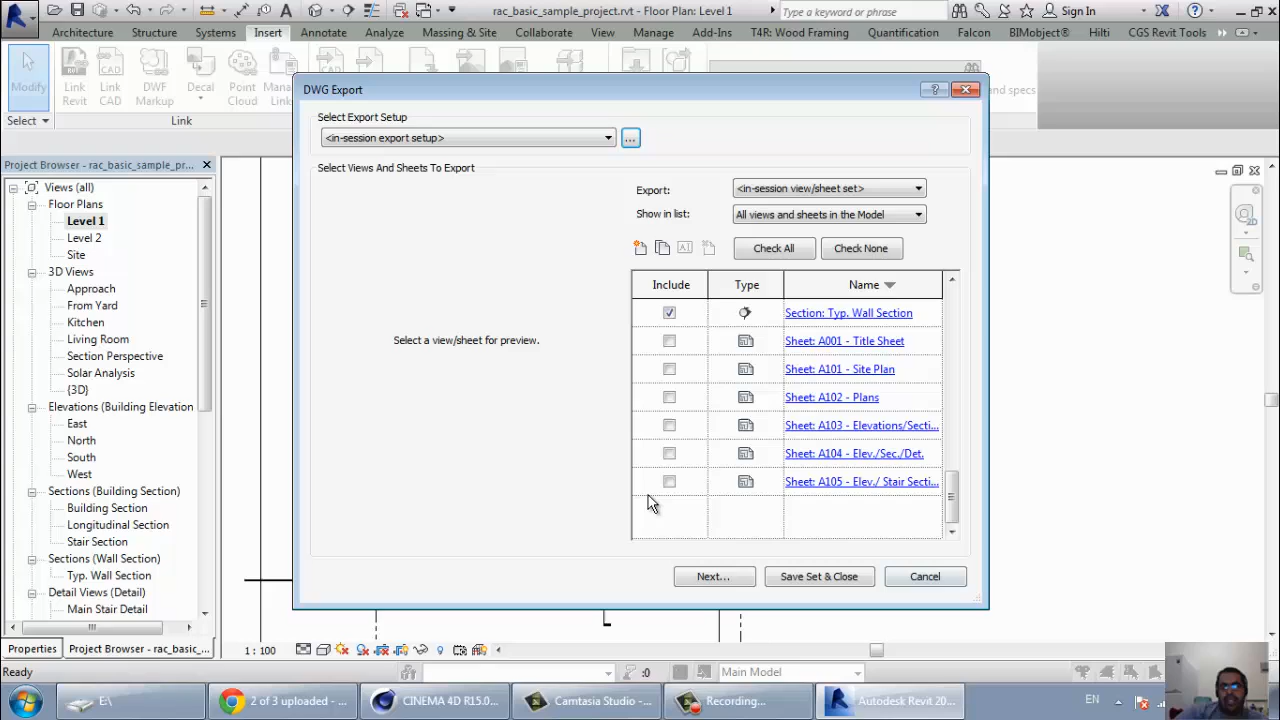 rac_basic_sample_project.rvt - Floor Plan: Level 1
Type a keyword or phrase
Sign In
Architecture Structure Systems Insert Annotate Analyze Massing & Site Collaborate View Manage Add-Ins T4R: Wood Framing Quantification Falcon BIMobject® Hilti CGS Revit Tools
Modify
Link Revit
Link CAD
DWF Markup
Decal
Point Cloud
Link
Select
and specs
DWG Export
Select Export Setup
<in-session export setup>
...
Select Views And Sheets To Export
Export: <in-session view/sheet set>
Show in list: All views and sheets in the Model
Check All
Check None
Include Type Name
Section: Typ. Wall Section
Sheet: A001 - Title Sheet
Sheet: A101 - Site Plan
Sheet: A102 - Plans
Sheet: A103 - Elevations/Secti...
Sheet: A104 - Elev./Sec./Det.
Sheet: A105 - Elev./ Stair Secti...
Select a view/sheet for preview.
Next...
Save Set & Close
Cancel
Project Browser - rac_basic_sample_pr...
Views (all)
Floor Plans
Level 1
Level 2
Site
3D Views
Approach
From Yard
Kitchen
Living Room
Section Perspective
Solar Analysis
{3D}
Elevations (Building Elevation
East
North
South
West
Sections (Building Section)
Building Section
Longitudinal Section
Stair Section
Sections (Wall Section)
Typ. Wall Section
Detail Views (Detail)
Main Stair Detail
Properties
Project Browser - rac_basic_...
1 : 100
Ready
:0
Main Model
E:\
2 of 3 uploaded - ...
CINEMA 4D R15.0...
Camtasia Studio - ...
Recording...
Autodesk Revit 20...
EN